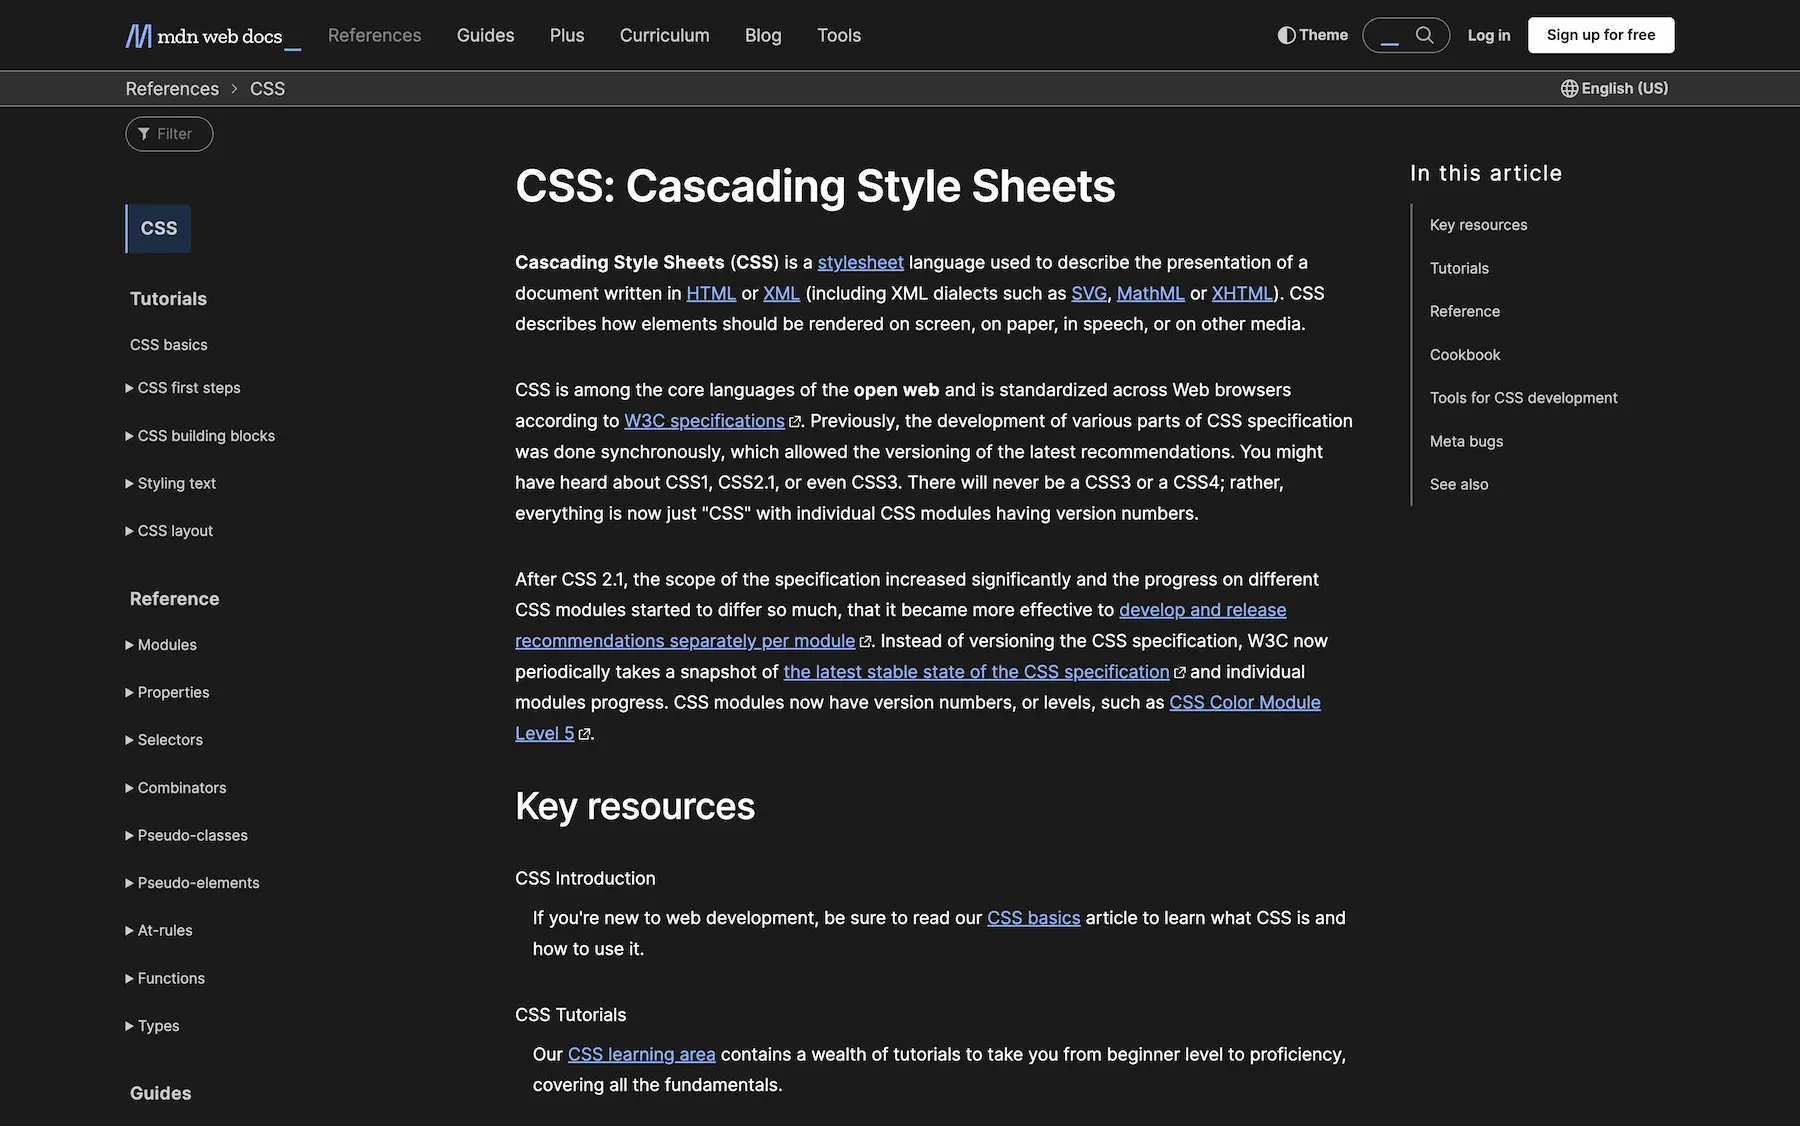 mdn web docs_
References
Guides
Plus
Curriculum
Blog
Tools
Theme
Log in
Sign up for free
References > CSS
English (US)
Filter
CSS
Tutorials
CSS basics
CSS first steps
CSS building blocks
Styling text
CSS layout
Reference
Modules
Properties
Selectors
Combinators
Pseudo-classes
Pseudo-elements
At-rules
Functions
Types
Guides
CSS: Cascading Style Sheets
Cascading Style Sheets (CSS) is a stylesheet language used to describe the presentation of a
document written in HTML or XML (including XML dialects such as SVG, MathML or XHTML). CSS
describes how elements should be rendered on screen, on paper, in speech, or on other media.
CSS is among the core languages of the open web and is standardized across Web browsers
according to W3C specifications. Previously, the development of various parts of CSS specification
was done synchronously, which allowed the versioning of the latest recommendations. You might
have heard about CSS1, CSS2.1, or even CSS3. There will never be a CSS3 or a CSS4; rather,
everything is now just "CSS" with individual CSS modules having version numbers.
After CSS 2.1, the scope of the specification increased significantly and the progress on different
CSS modules started to differ so much, that it became more effective to develop and release
recommendations separately per module. Instead of versioning the CSS specification, W3C now
periodically takes a snapshot of the latest stable state of the CSS specification and individual
modules progress. CSS modules now have version numbers, or levels, such as CSS Color Module
Level 5.
Key resources
CSS Introduction
If you're new to web development, be sure to read our CSS basics article to learn what CSS is and
how to use it.
CSS Tutorials
Our CSS learning area contains a wealth of tutorials to take you from beginner level to proficiency,
covering all the fundamentals.
In this article
Key resources
Tutorials
Reference
Cookbook
Tools for CSS development
Meta bugs
See also